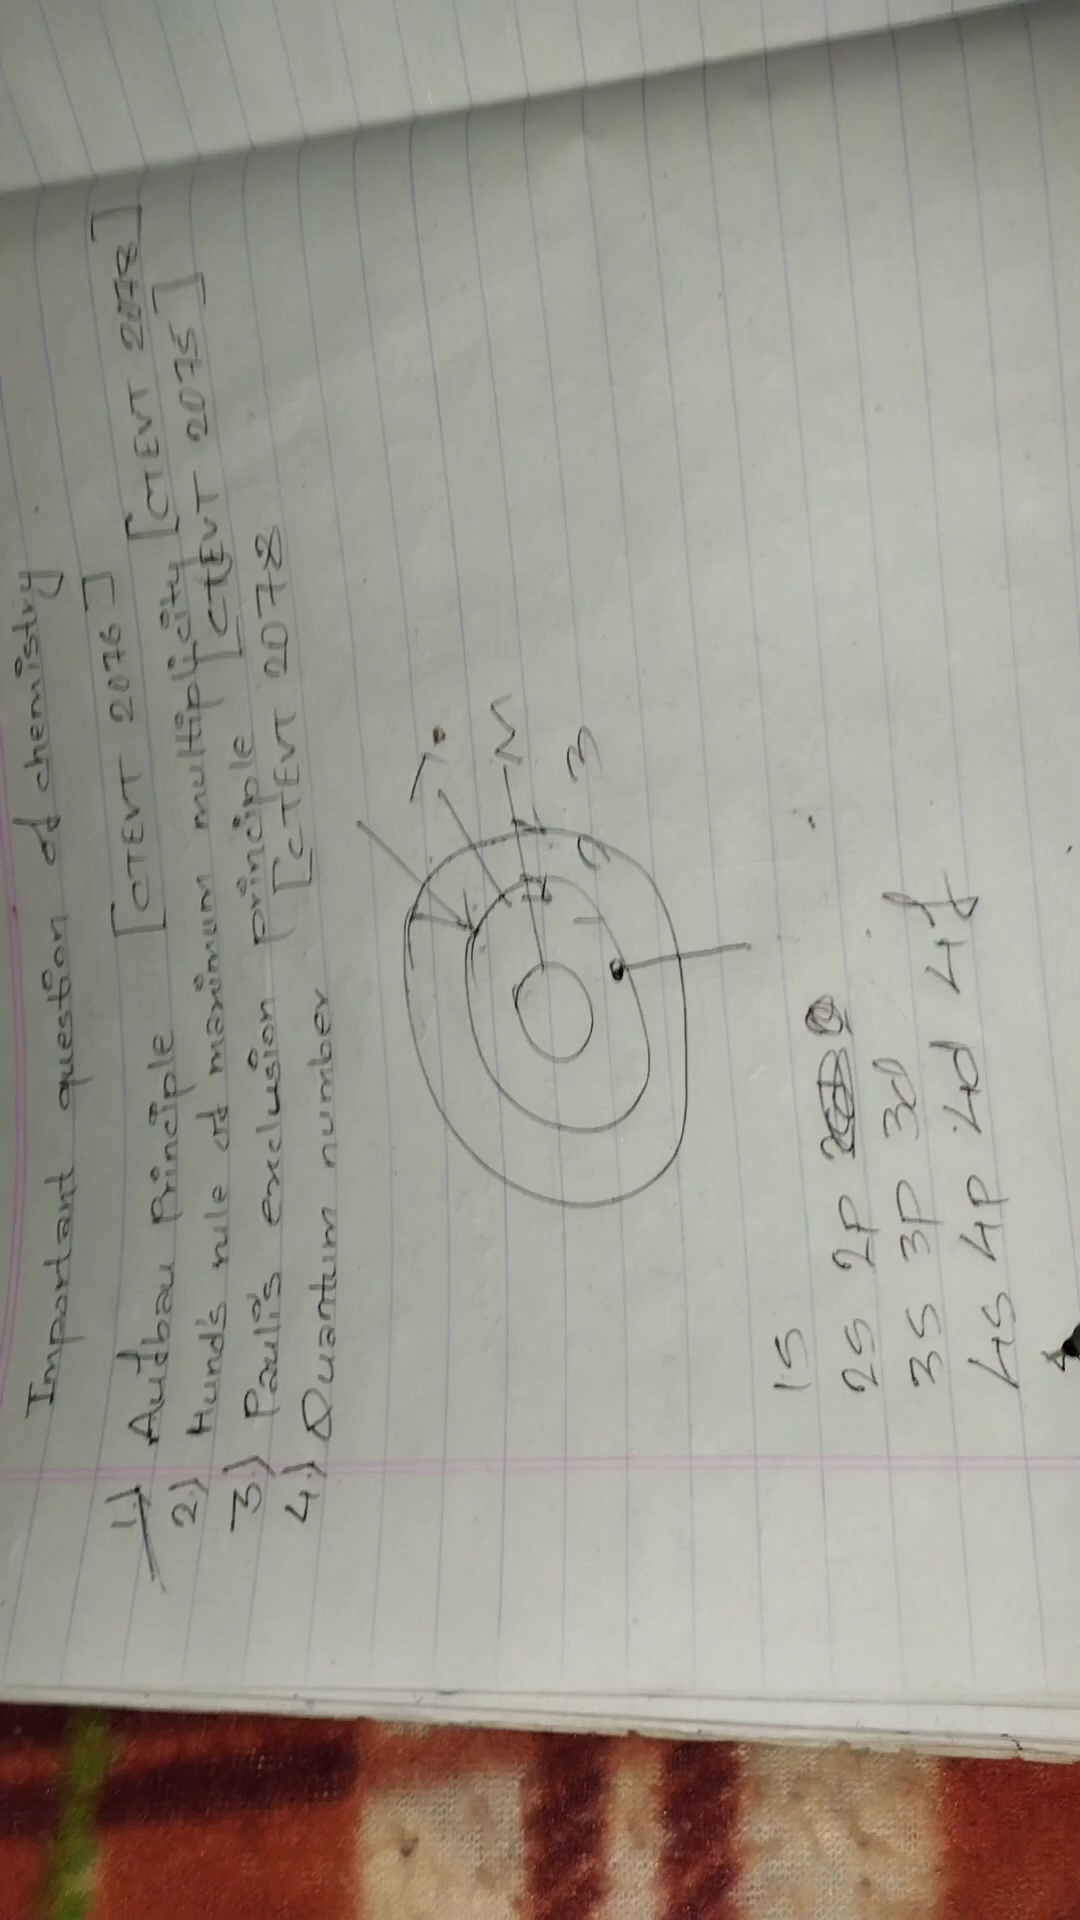 Important question of chemistry
1.) Aufbau principle [CTEVT 2076]
2.) Hund's rule of maximum multiplicity [CTEVT 2078]
3.) Pauli's exclusion principle [CTEVT 2075]
4.) Quantum number [CTEVT 2078
M
1 2 3
1S
2S 2P
3S 3P 3d
4S 4P 4d 4f